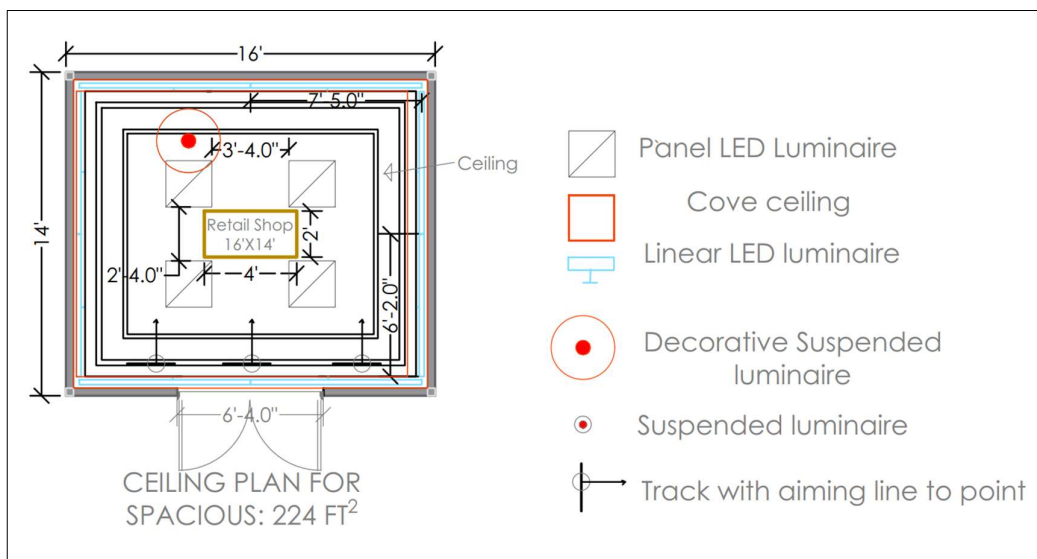 16'
7'-5.0"
3'-4.0"
Ceiling
14'
Retail Shop
16'X14'
2'
2'-4.0"
4'
6'-2.0"
6'-4.0"
CEILING PLAN FOR
SPACIOUS: 224 FT²
Panel LED Luminaire
Cove ceiling
Linear LED luminaire
Decorative Suspended
luminaire
Suspended luminaire
Track with aiming line to point